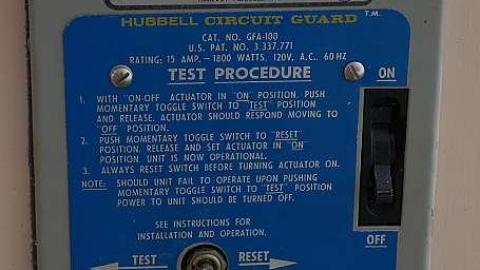 HUBBELL CIRCUIT GUARD T.M.
CAT. NO. GFA-100
U.S. PAT. NO. 3,337,771
RATING: 15 AMP.-1800 WATTS, 120V. A.C., 60 HZ
TEST PROCEDURE
ON
1. WITH "ON-OFF" ACTUATOR IN "ON" POSITION, PUSH
MOMENTARY TOGGLE SWITCH TO "TEST" POSITION
AND RELEASE. ACTUATOR SHOULD RESPOND MOVING TO
"OFF" POSITION.
2. PUSH MOMENTARY TOGGLE SWITCH TO "RESET"
POSITION. RELEASE AND SET ACTUATOR IN "ON"
POSITION. UNIT IS NOW OPERATIONAL.
3. ALWAYS RESET SWITCH BEFORE TURNING ACTUATOR ON.
NOTE: SHOULD UNIT FAIL TO OPERATE UPON PUSHING
MOMENTARY TOGGLE SWITCH TO "TEST" POSITION
POWER TO UNIT SHOULD BE TURNED OFF.
SEE INSTRUCTIONS FOR
INSTALLATION AND OPERATION.
OFF
TEST RESET